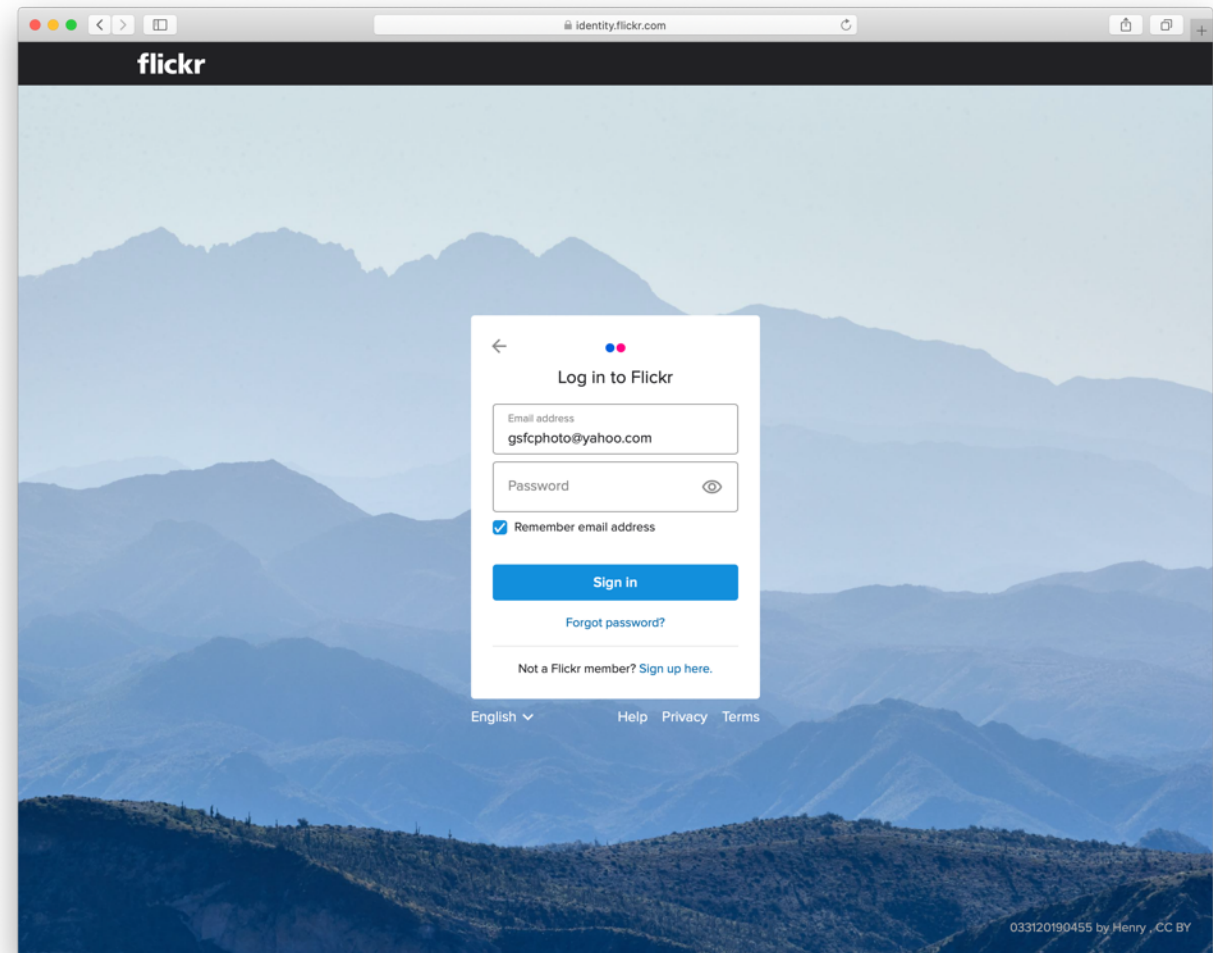 identity.flickr.com
flickr
Log in to Flickr
Email address
gsfcphoto@yahoo.com
Password
Remember email address
Sign in
Forgot password?
Not a Flickr member? Sign up here.
English Help Privacy Terms
033120190455 by Henry , CC BY